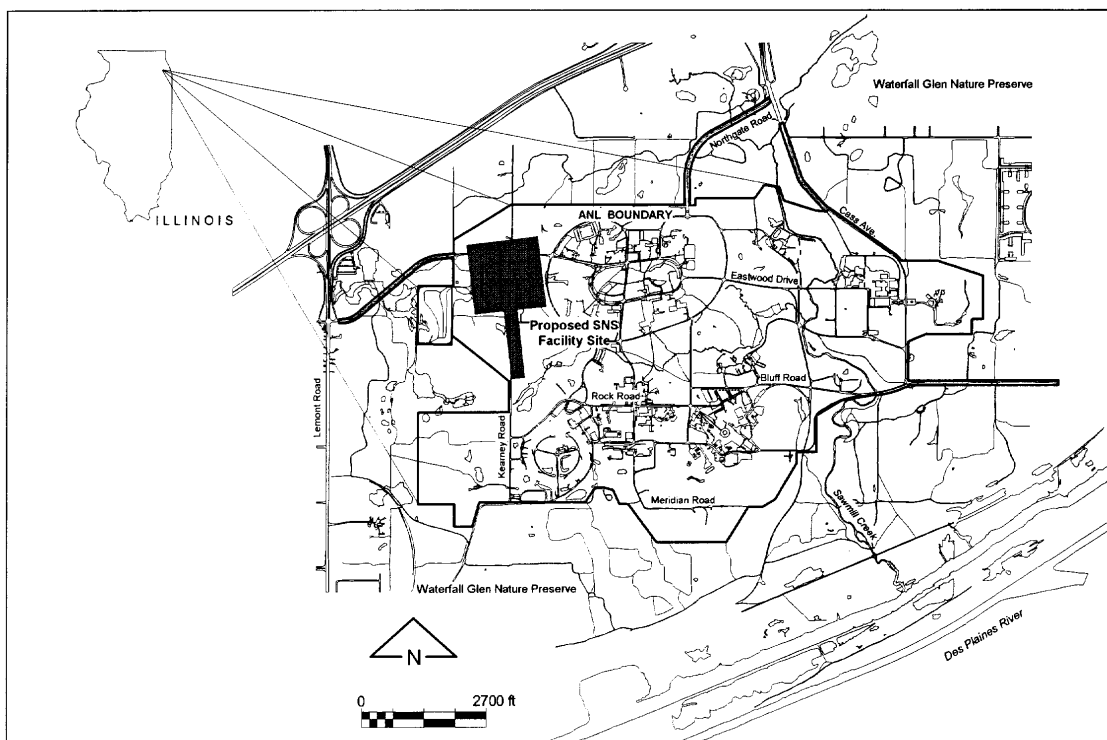 Waterfall Glen Nature Preserve
Northgate Road
ILLINOIS
ANL BOUNDARY
Cass Ave.
Eastwood Drive
Proposed SNS
Facility Site
Lemont Road
Bluff Road
Rock Road
Kearney Road
Meridian Road
Sawmill Creek
Waterfall Glen Nature Preserve
Des Plaines River
N
0 2700 ft